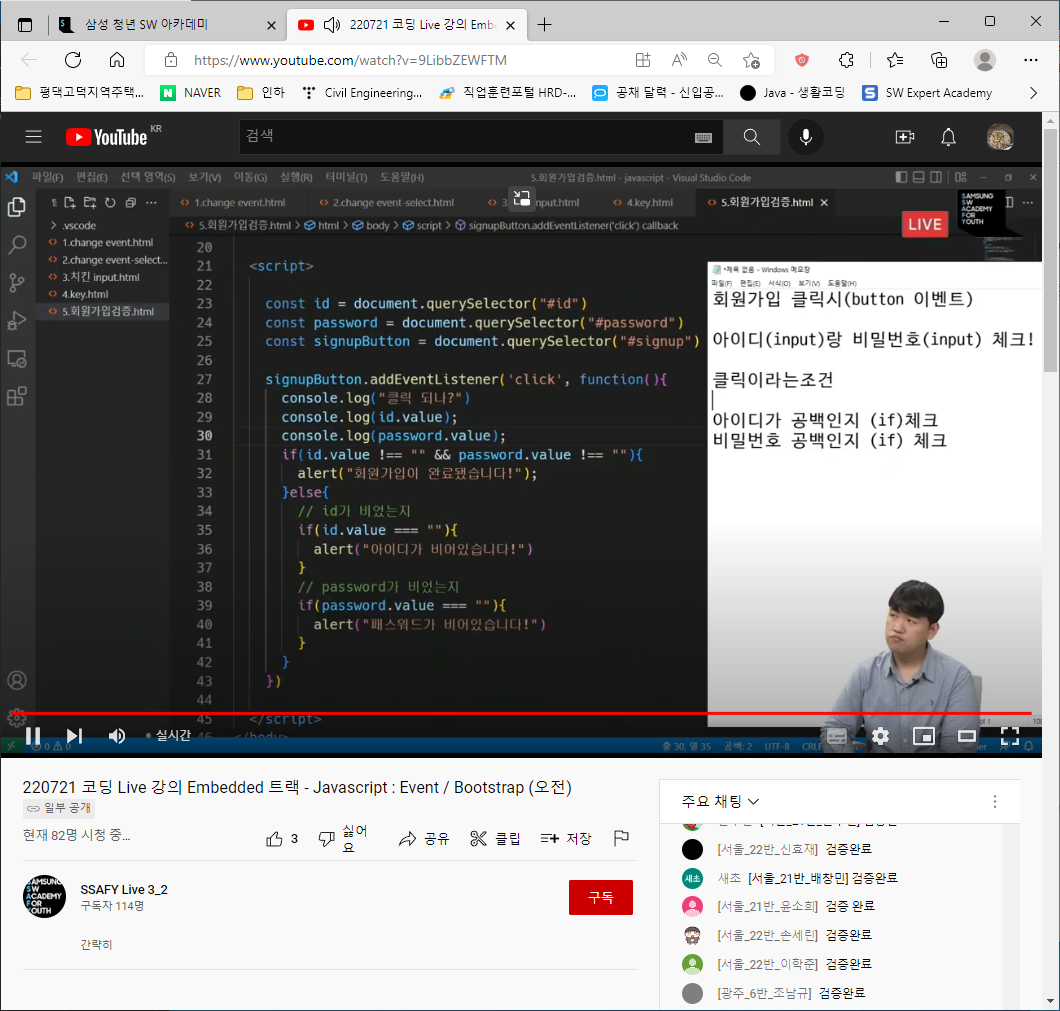 삼성 청년 SW 아카데미
220721 코딩 Live 강의 Embe
https://www.youtube.com/watch?v=9LibbZEWFTM
평택고덕지역주택...
NAVER
인하
Civil Engineering...
직업훈련포털 HRD-...
공채 달력 - 신입공...
Java - 생활코딩
SW Expert Academy
YouTube KR
검색
파일(F) 편집(E) 선택 영역(S) 보기(V) 이동(G) 실행(R) 터미널(T) 도움말(H)
5.회원가입검증.html - javascript - Visual Studio Code
1.change event.html
2.change event-select.html
nput.html
4.key.html
5.회원가입검증.html
5.회원가입검증.html > html > body > script > signupButton.addEventListener('click') callback
.vscode
1.change event.html
2.change event-select...
3.치킨 input.html
4.key.html
5.회원가입검증.html
LIVE
SAMSUNG
SW
ACADEMY
FOR
YOUTH
20
21 <script>
22
23 const id = document.querySelector("#id")
24 const password = document.querySelector("#password")
25 const signupButton = document.querySelector("#signup")
26
27 signupButton.addEventListener('click', function(){
28 console.log("클릭 되나?")
29 console.log(id.value);
30 console.log(password.value);
31 if(id.value !== "" && password.value !== ""){
32 alert("회원가입이 완료됐습니다!");
33 }else{
34 // id가 비었는지
35 if(id.value === ""){
36 alert("아이디가 비어있습니다!")
37 }
38 // password가 비었는지
39 if(password.value === ""){
40 alert("패스워드가 비어있습니다!")
41 }
42 }
43 })
44
45 </script>
46 </body>
*제목 없음 - Windows 메모장
파일(F) 편집(E) 서식(O) 보기(V) 도움말(H)
회원가입 클릭시(button 이벤트)
아이디(input)랑 비밀번호(input) 체크!
클릭이라는조건
아이디가 공백인지 (if)체크
비밀번호 공백인지 (if) 체크
실시간
줄 30, 열 35 공백: 2 UTF-8 CRLF
220721 코딩 Live 강의 Embedded 트랙 - Javascript : Event / Bootstrap (오전)
일부 공개
현재 82명 시청 중...
3
싫어요
공유
클립
저장
SAMSUNG
SW
ACADEMY
FOR
YOUTH
SSAFY Live 3_2
구독자 114명
구독
간략히
주요 채팅
[서울_22반_신효재] 검증완료
새초 새초 [서울_21반_배창민] 검증완료
[서울_21반_윤소희] 검증 완료
[서울_22반_손세린] 검증완료
[서울_22반_이학준] 검증완료
[광주_6반_조남규] 검증완료